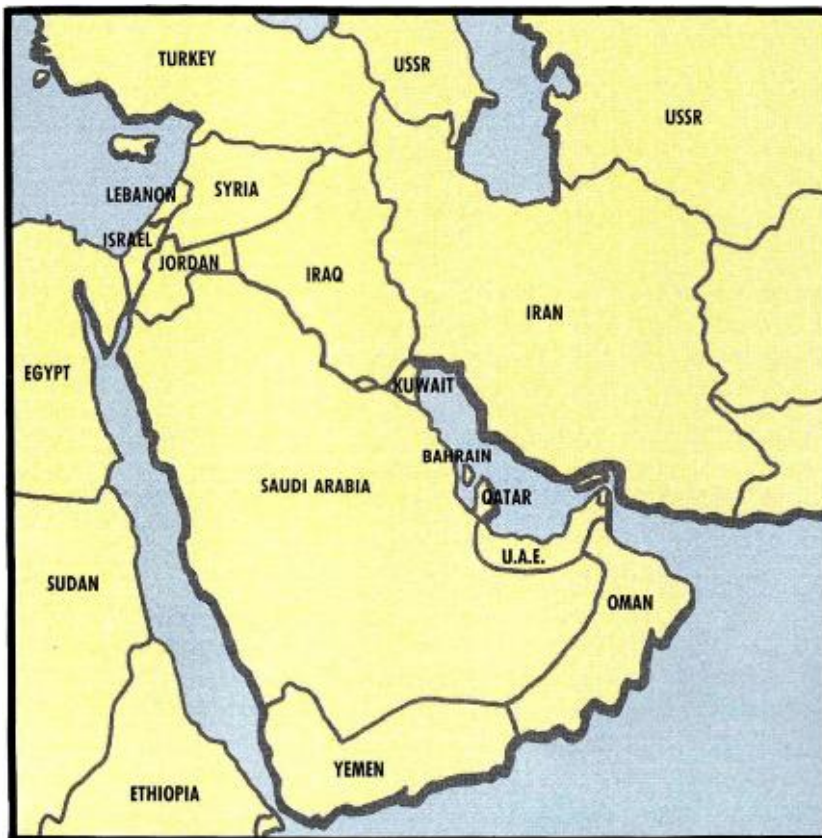 TURKEY
USSR
USSR
LEBANON
SYRIA
ISRAEL
JORDAN
IRAQ
IRAN
EGYPT
KUWAIT
BAHRAIN
SAUDI ARABIA
QATAR
U.A.E.
SUDAN
OMAN
YEMEN
ETHIOPIA